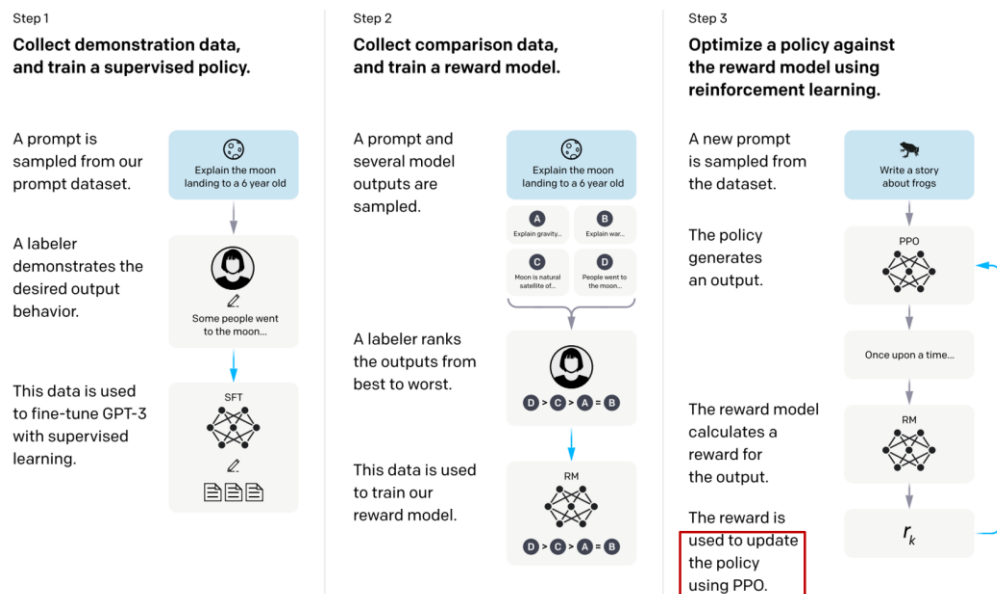 Step 1
Collect demonstration data,
and train a supervised policy.
A prompt is
sampled from our
prompt dataset.
Explain the moon
landing to a 6 year old
A labeler
demonstrates the
desired output
behavior.
Some people went
to the moon...
This data is used
to fine-tune GPT-3
with supervised
learning.
SFT
Step 2
Collect comparison data,
and train a reward model.
A prompt and
several model
outputs are
sampled.
Explain the moon
landing to a 6 year old
A
Explain gravity...
B
Explain war...
C
Moon is natural
satellite of...
D
People went to
the moon...
A labeler ranks
the outputs from
best to worst.
D > C > A = B
This data is used
to train our
reward model.
RM
D > C > A = B
Step 3
Optimize a policy against
the reward model using
reinforcement learning.
A new prompt
is sampled from
the dataset.
Write a story
about frogs
The policy
generates
an output.
PPO
Once upon a time...
The reward model
calculates a
reward for
the output.
RM
The reward is
used to update
the policy
using PPO.
r_k